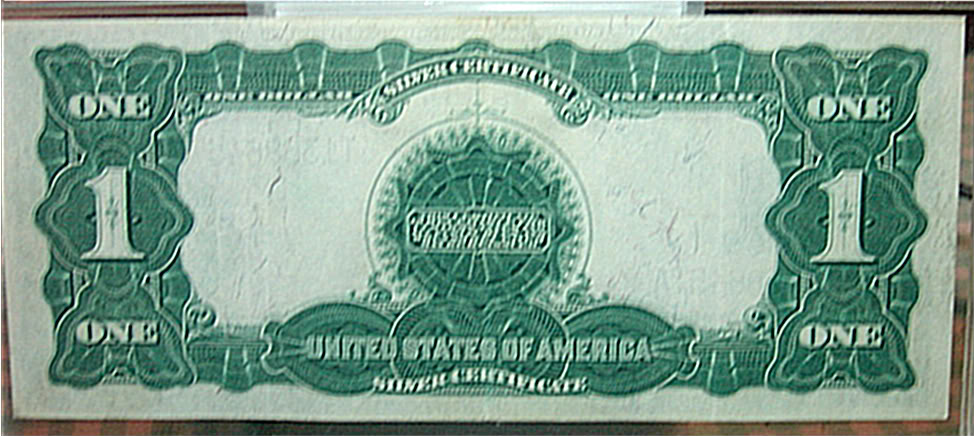 SILVER CERTIFICATE
ONE DOLLAR ONE DOLLAR
ONE ONE
1 1
ONE ONE
UNITED STATES OF AMERICA
SILVER CERTIFICATE